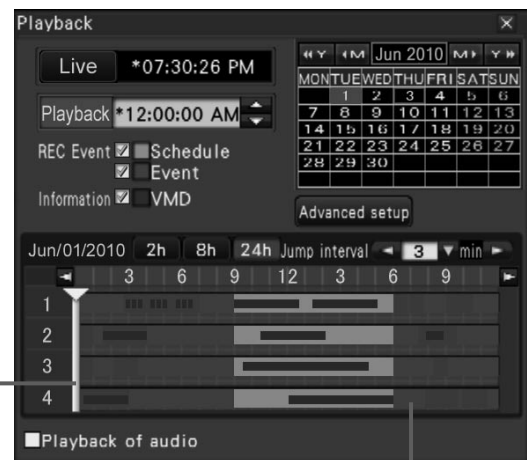 Playback
Live *07:30:26 PM
Playback *12:00:00 AM
REC Event Schedule
Event
Information VMD
Y M Jun 2010 M Y
MON TUE WED THU FRI SAT SUN
1 2 3 4 5 6
7 8 9 10 11 12 13
14 15 16 17 18 19 20
21 22 23 24 25 26 27
28 29 30
Advanced setup
Jun/01/2010 2h 8h 24h Jump interval 3 min
3 6 9 12 3 6 9
1
2
3
4
Playback of audio